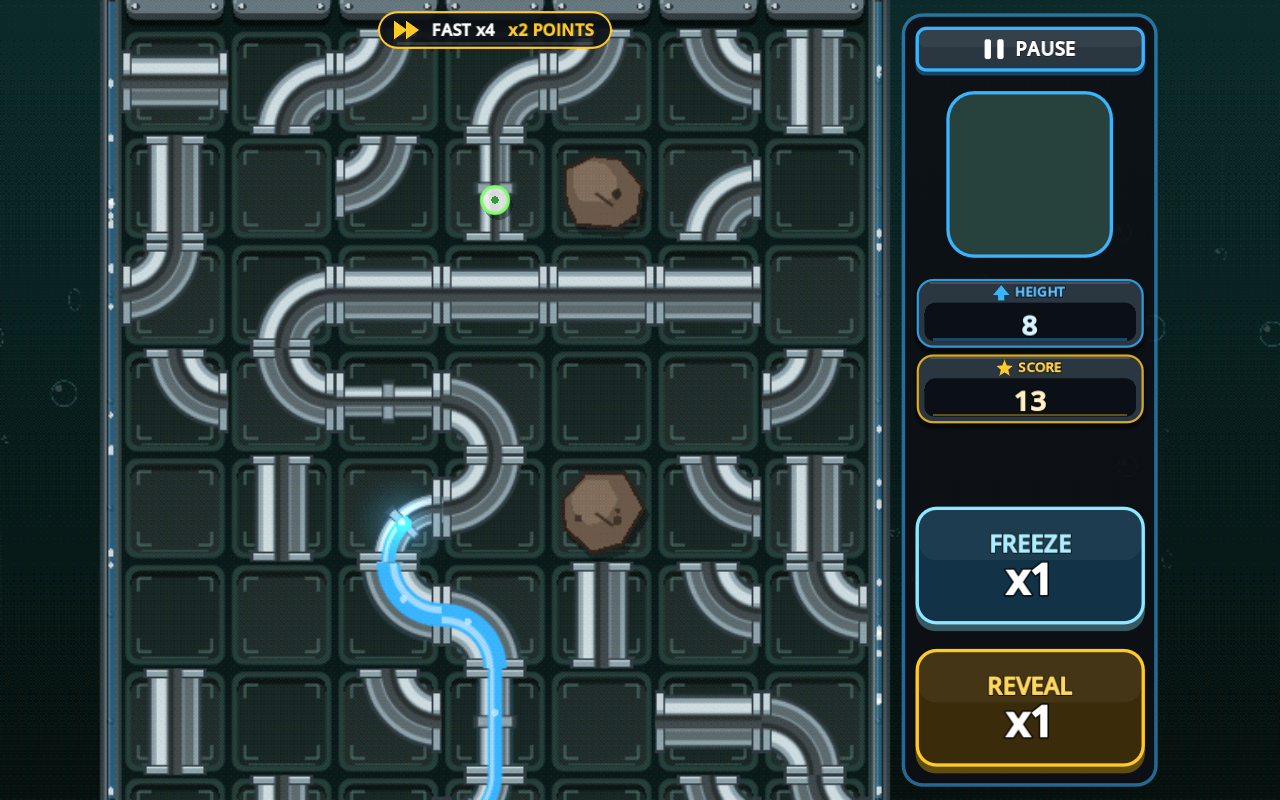 FAST x4 x2 POINTS
PAUSE
HEIGHT
8
SCORE
13
FREEZE
x1
REVEAL
x1